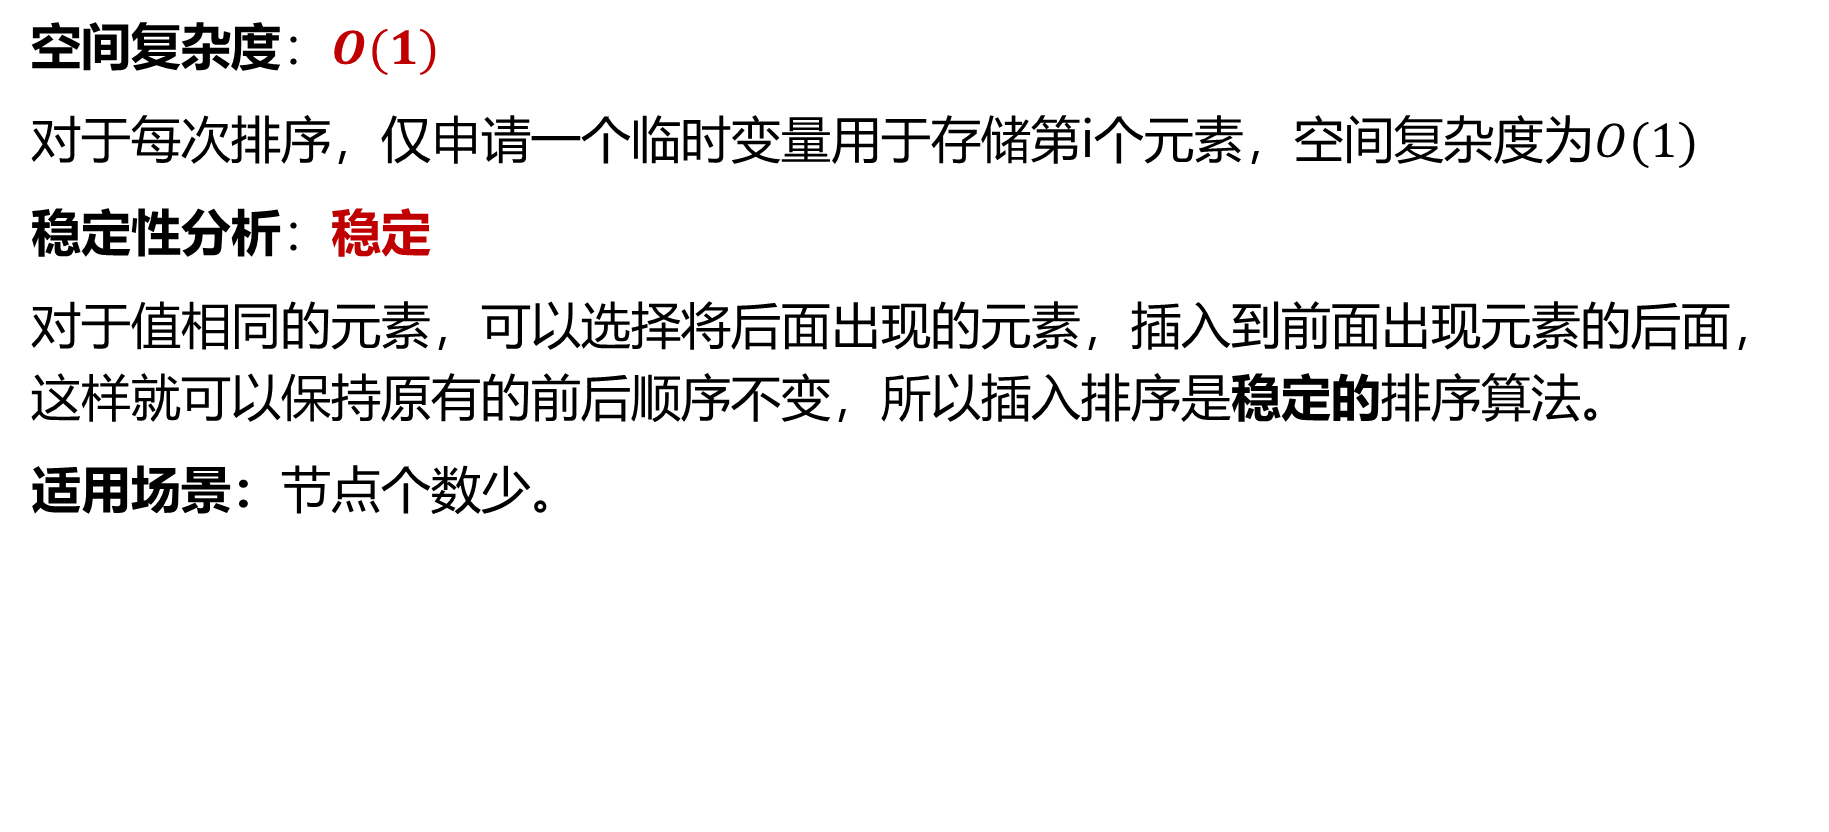 空间复杂度：O(1)
对于每次排序，仅申请一个临时变量用于存储第i个元素，空间复杂度为O(1)
稳定性分析：稳定
对于值相同的元素，可以选择将后面出现的元素，插入到前面出现元素的后面，
这样就可以保持原有的前后顺序不变，所以插入排序是稳定的排序算法。
适用场景：节点个数少。